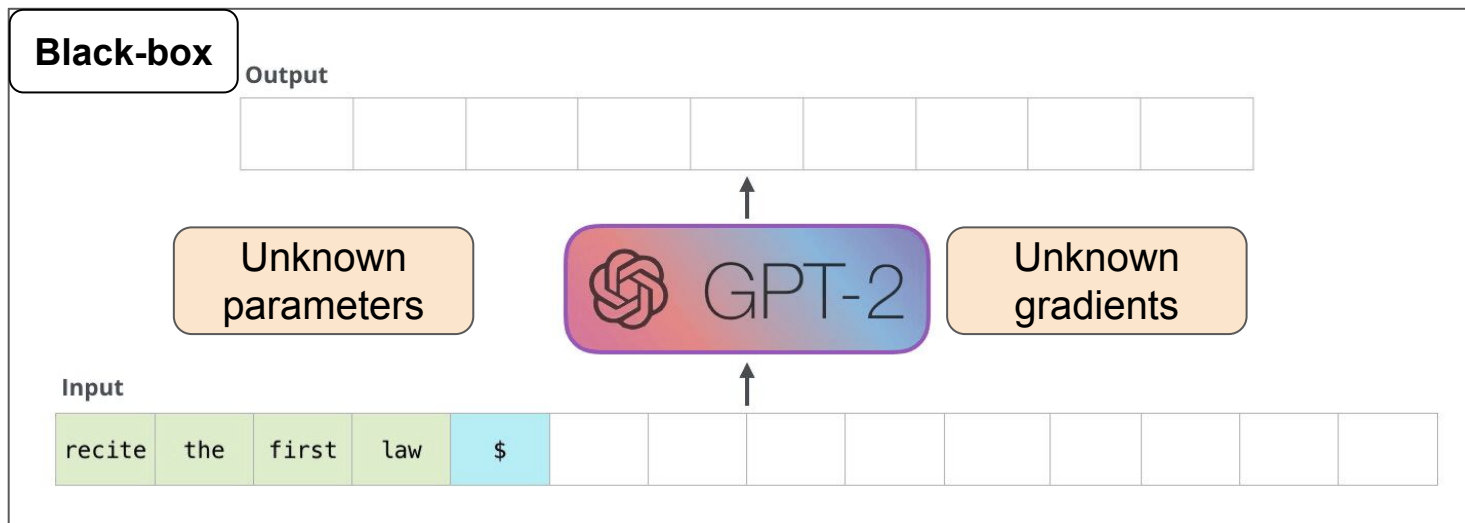 Black-box
Output
Unknown
parameters
GPT-2
Unknown
gradients
Input
recite the first law $